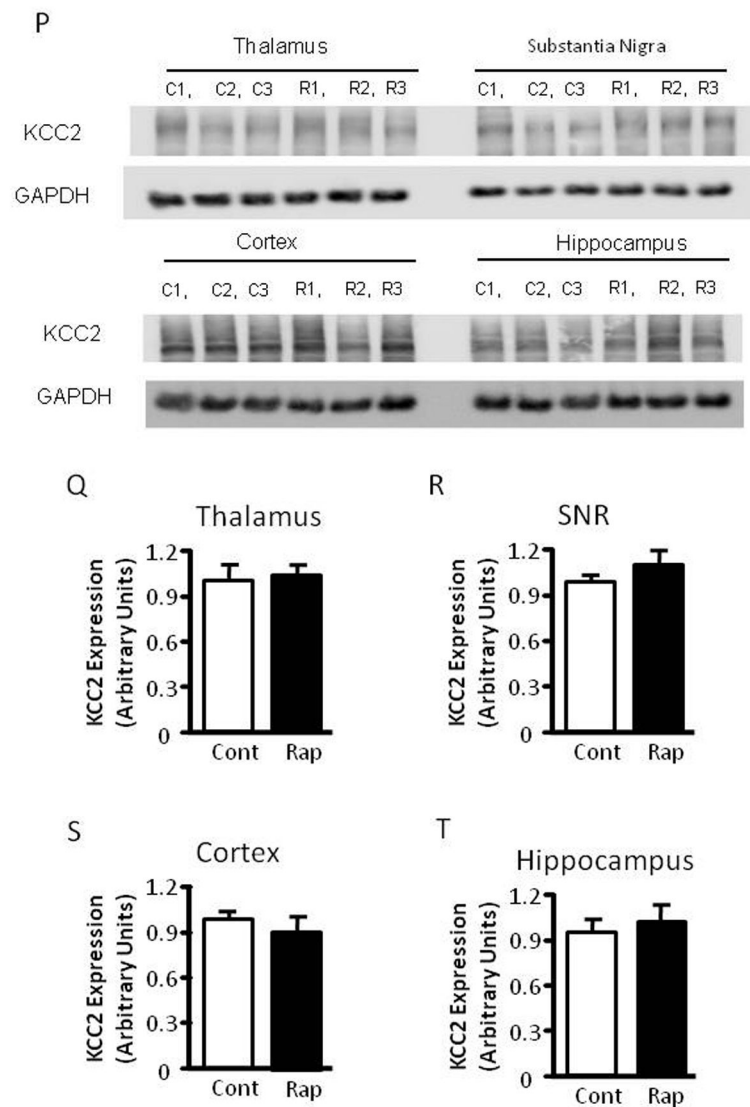 P
Thalamus Substantia Nigra
C1, C2, C3 R1, R2, R3 C1, C2, C3 R1, R2, R3
KCC2
GAPDH
Cortex Hippocampus
C1, C2, C3 R1, R2, R3 C1, C2, C3 R1, R2, R3
KCC2
GAPDH
Q
Thalamus
KCC2 Expression
(Arbitrary Units)
1.2
0.9
0.6
0.3
0
Cont Rap
R
SNR
KCC2 Expression
(Arbitrary Units)
1.2
0.9
0.6
0.3
0
Cont Rap
S
Cortex
KCC2 Expression
(Arbitrary Units)
1.2
0.9
0.6
0.3
0
Cont Rap
T
Hippocampus
KCC2 Expression
(Arbitrary Units)
1.2
0.9
0.6
0.3
0
Cont Rap